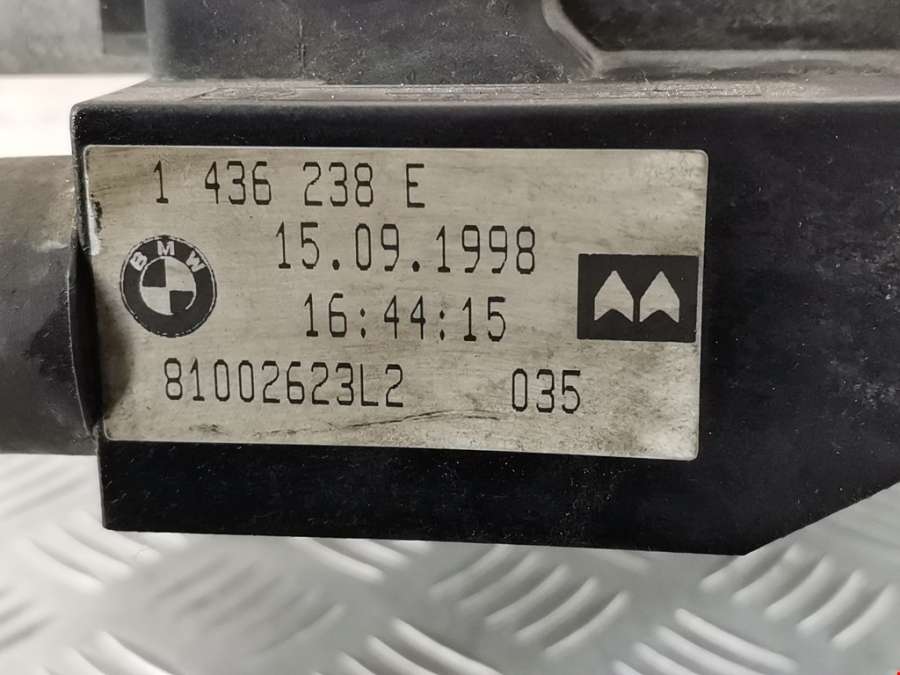 1 436 238 E
15.09.1998
BMW
16:44:15
81002623L2 035